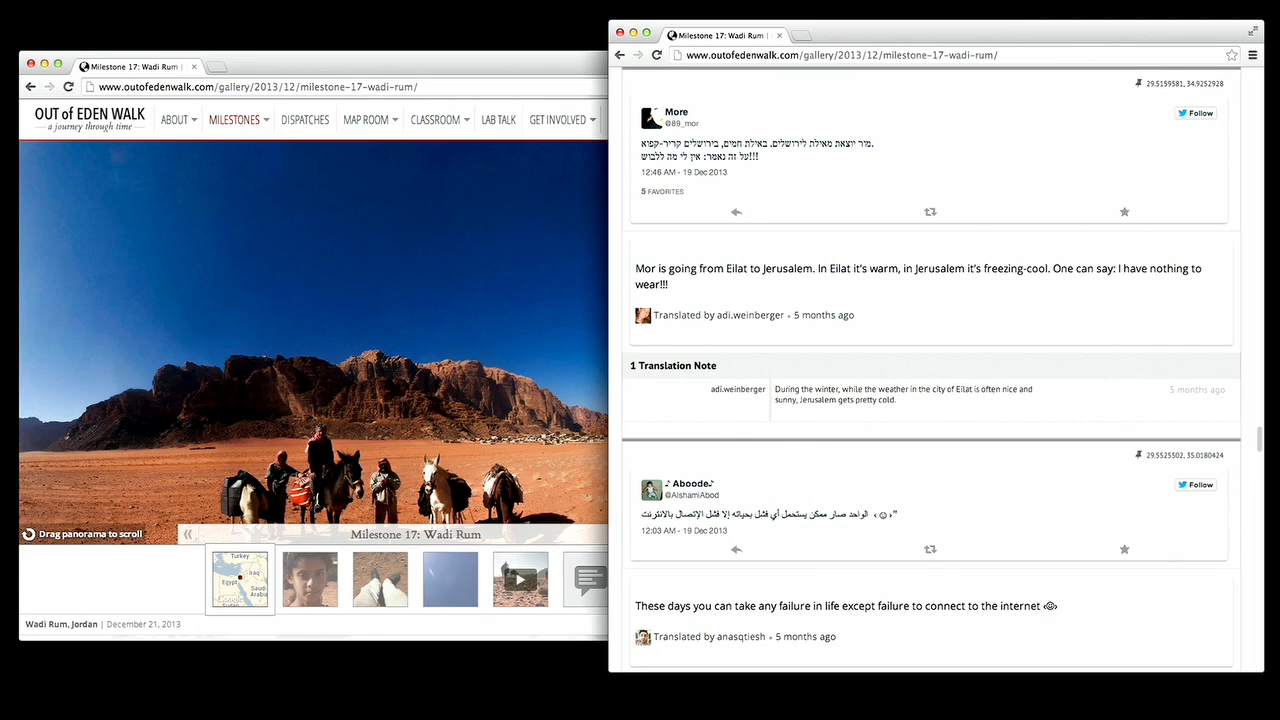 Milestone 17: Wadi Rum |
www.outofedenwalk.com/gallery/2013/12/milestone-17-wadi-rum/
OUT of EDEN WALK
a journey through time
ABOUT
MILESTONES
DISPATCHES
MAP ROOM
CLASSROOM
LAB TALK
GET INVOLVED
Drag panorama to scroll
Milestone 17: Wadi Rum
Turkey
Iraq
Egypt
Saudi
Arabia
Google
Sudan
Wadi Rum, Jordan | December 21, 2013
Milestone 17: Wadi Rum |
www.outofedenwalk.com/gallery/2013/12/milestone-17-wadi-rum/
29.5159581, 34.9252928
More
@89_mor
Follow
מור יוצאת מאילת לירושלים. באילת חמים, בירושלים קריר-קפוא.
על זה נאמר: אין לי מה ללבוש!!!
12:46 AM - 19 Dec 2013
5 FAVORITES
Mor is going from Eilat to Jerusalem. In Eilat it's warm, in Jerusalem it's freezing-cool. One can say: I have nothing to
wear!!!
Translated by adi.weinberger • 5 months ago
1 Translation Note
adi.weinberger
During the winter, while the weather in the city of Eilat is often nice and
sunny, Jerusalem gets pretty cold.
5 months ago
29.5525502, 35.0180424
♪ Aboode♪
@AlshamiAbod
Follow
الواحد صار ممكن يستحمل أي فشل بحياته إلا فشل الإتصال بالانترنت ‹☺›"
12:03 AM - 19 Dec 2013
These days you can take any failure in life except failure to connect to the internet ‹☺›
Translated by anasqtiesh • 5 months ago